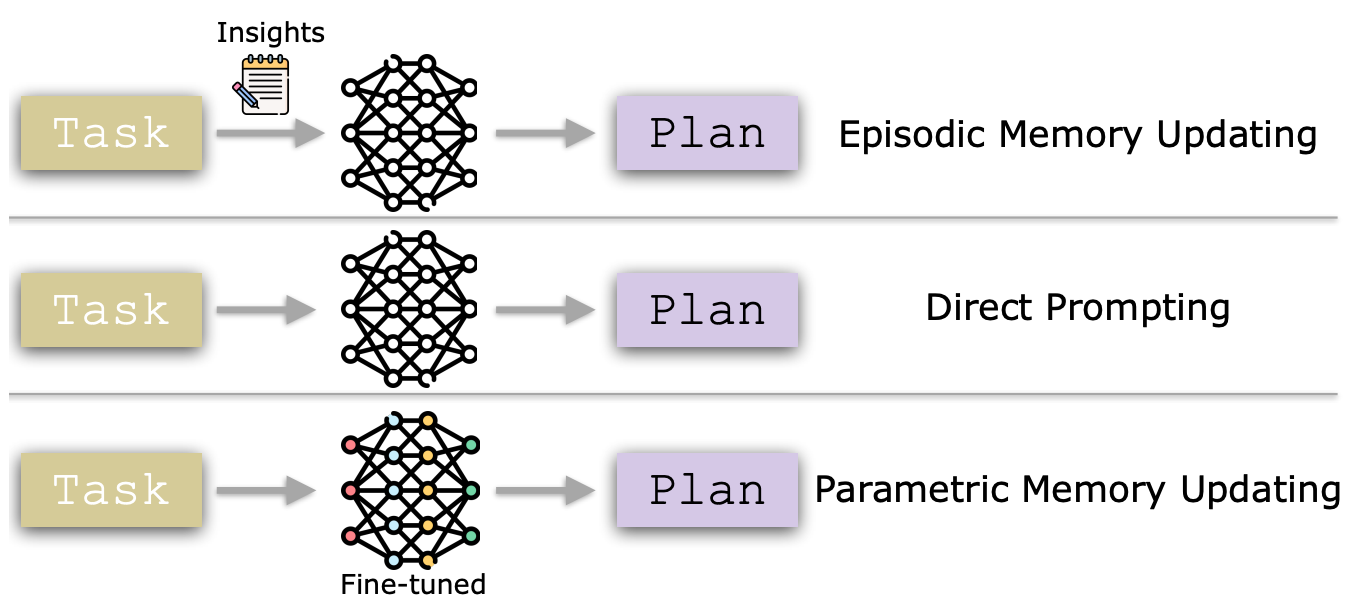 Insights
Task
Plan
Episodic Memory Updating
Task
Plan
Direct Prompting
Task
Plan
Parametric Memory Updating
Fine-tuned